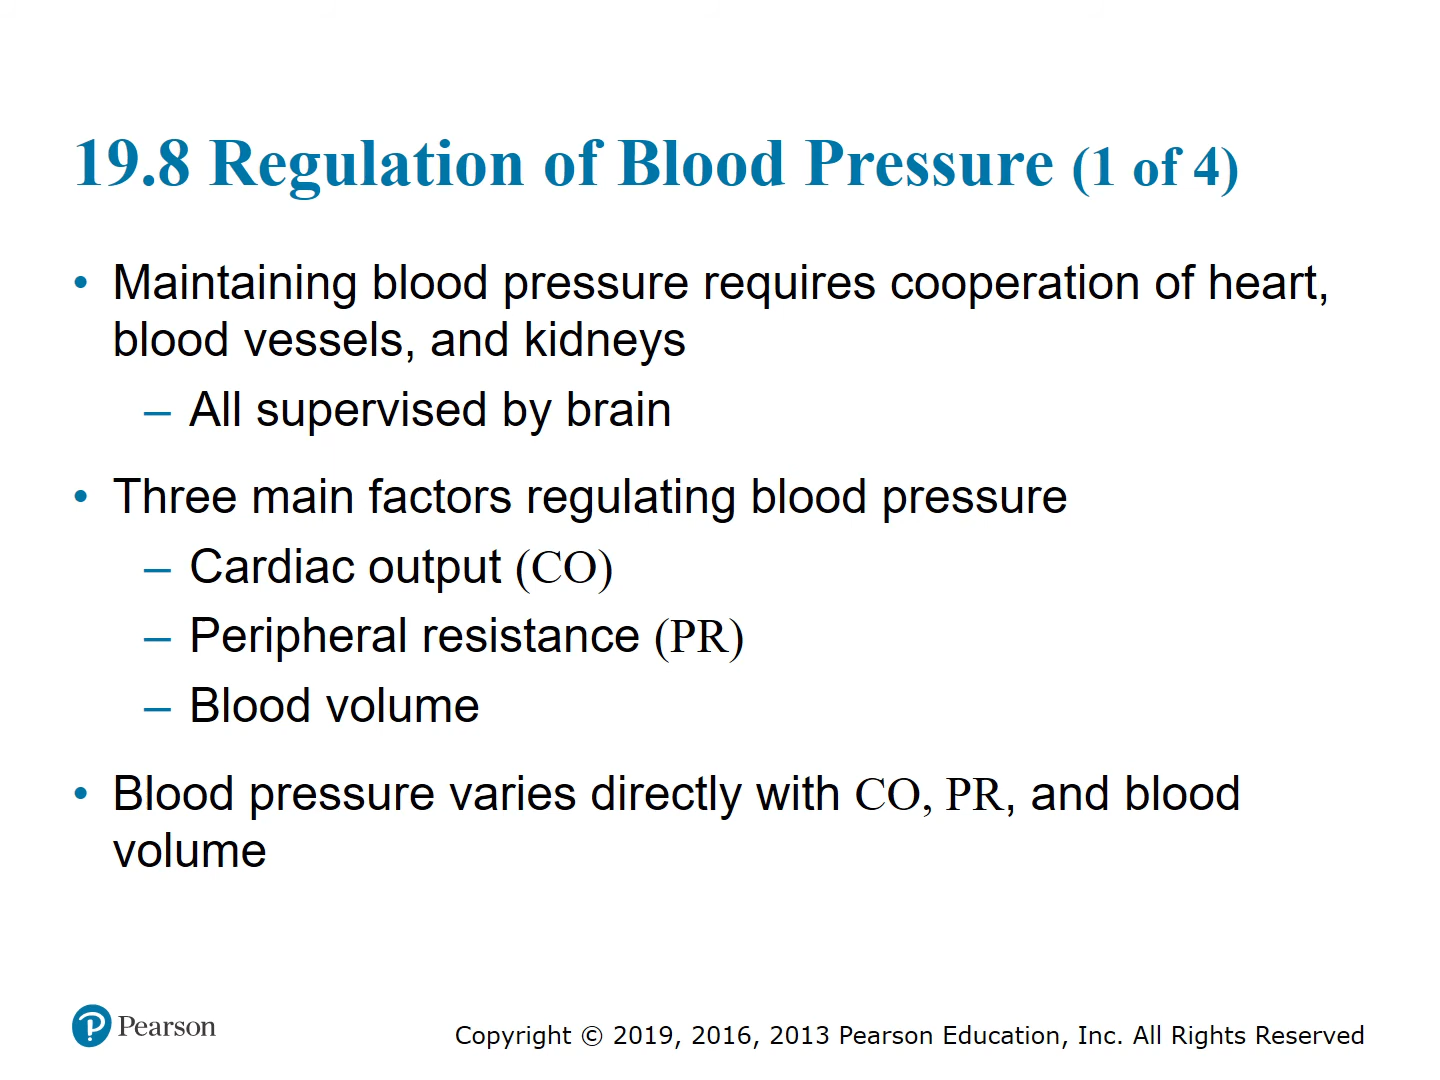 19.8 Regulation of Blood Pressure (1 of 4)
• Maintaining blood pressure requires cooperation of heart,
blood vessels, and kidneys
– All supervised by brain
• Three main factors regulating blood pressure
– Cardiac output (CO)
– Peripheral resistance (PR)
– Blood volume
• Blood pressure varies directly with CO, PR, and blood
volume
Pearson
Copyright © 2019, 2016, 2013 Pearson Education, Inc. All Rights Reserved